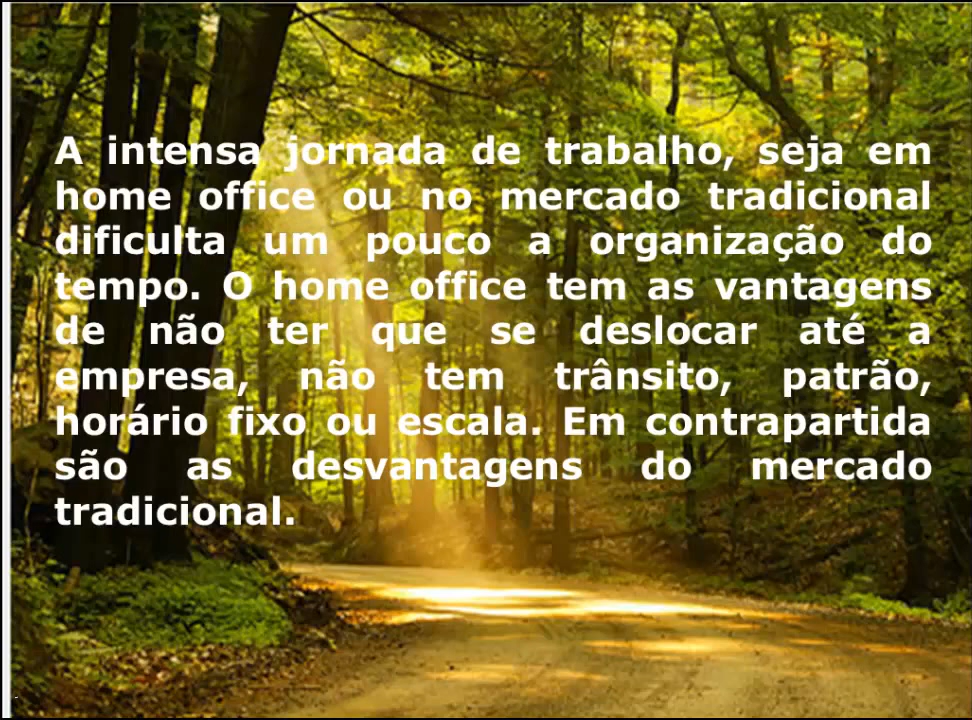 A intensa jornada de trabalho, seja em
home office ou no mercado tradicional
dificulta um pouco a organização do
tempo. O home office tem as vantagens
de não ter que se deslocar até a
empresa, não tem trânsito, patrão,
horário fixo ou escala. Em contrapartida
são as desvantagens do mercado
tradicional.